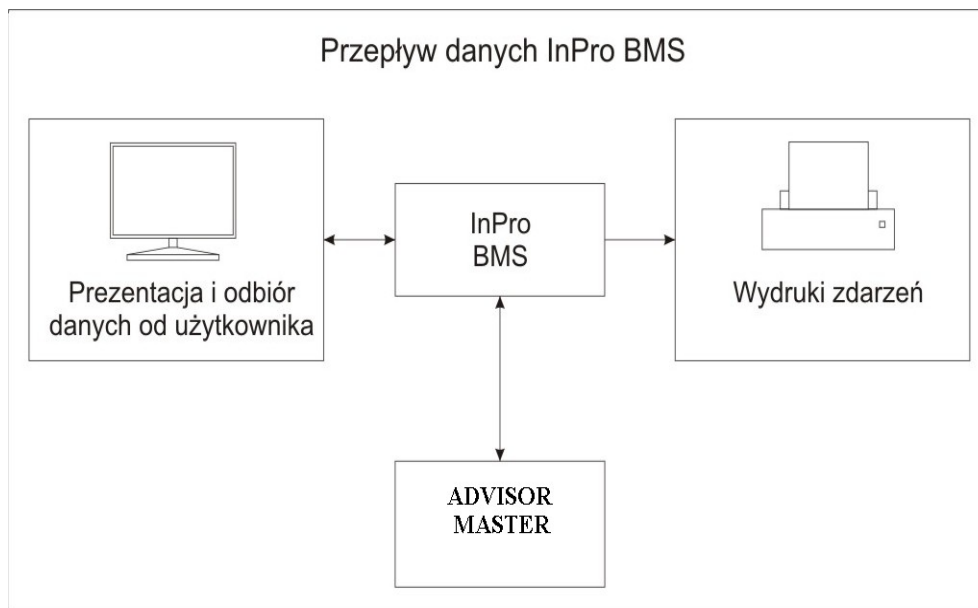 Przepływ danych InPro BMS
Prezentacja i odbiór
danych od użytkownika
InPro
BMS
Wydruki zdarzeń
ADVISOR
MASTER